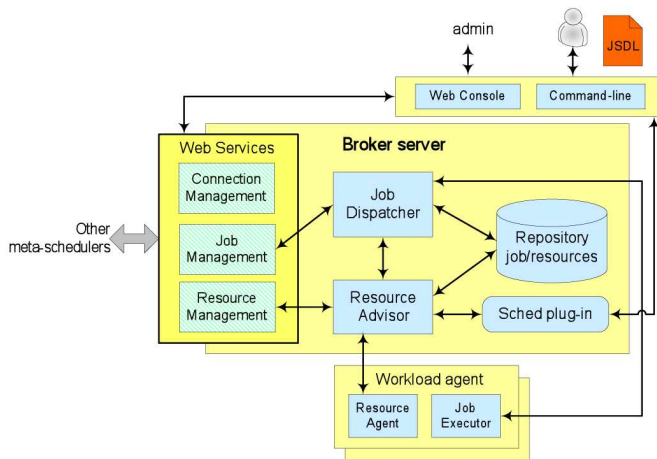 admin
JSDL
Web Console
Command-line
Web Services
Broker server
Connection
Management
Job
Dispatcher
Other
meta-schedulers
Job
Management
Repository
job/resources
Resource
Management
Resource
Advisor
Sched plug-in
Workload agent
Resource
Agent
Job
Executor